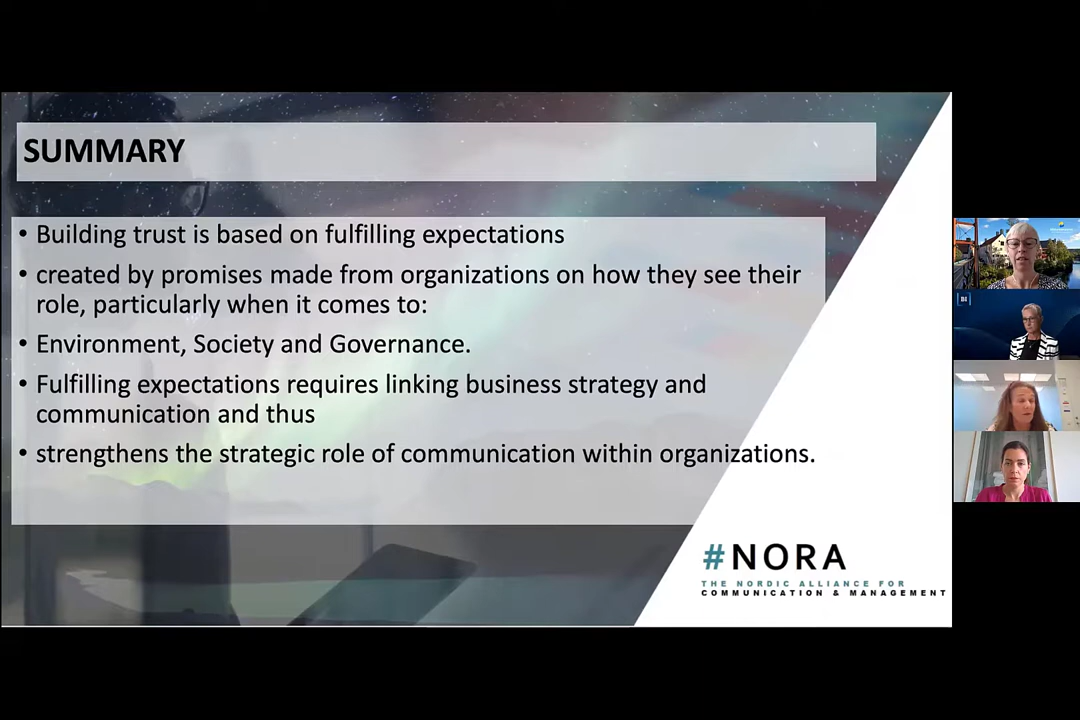 SUMMARY
• Building trust is based on fulfilling expectations
• created by promises made from organizations on how they see their
role, particularly when it comes to:
• Environment, Society and Governance.
• Fulfilling expectations requires linking business strategy and
communication and thus
• strengthens the strategic role of communication within organizations.
#NORA
THE NORDIC ALLIANCE FOR
COMMUNICATION & MANAGEMENT